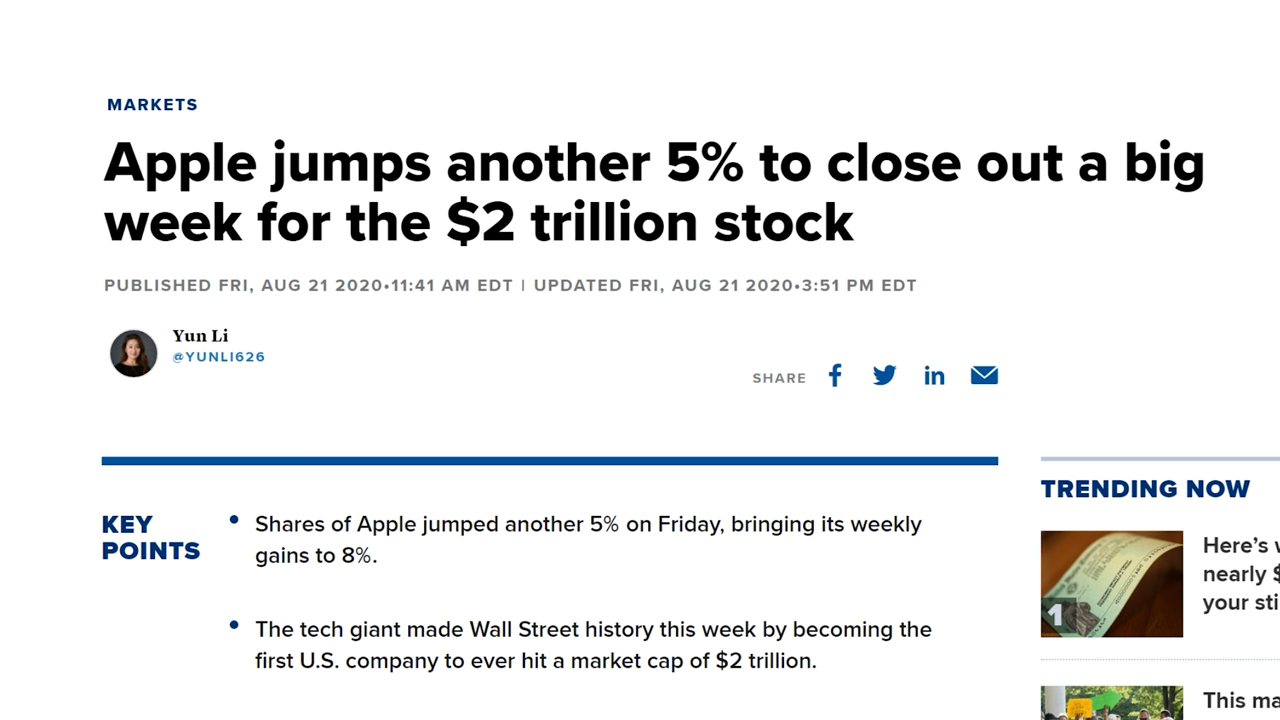 MARKETS
Apple jumps another 5% to close out a big
week for the $2 trillion stock
PUBLISHED FRI, AUG 21 2020•11:41 AM EDT | UPDATED FRI, AUG 21 2020•3:51 PM EDT
Yun Li
@YUNLI626
SHARE
KEY
POINTS
• Shares of Apple jumped another 5% on Friday, bringing its weekly
gains to 8%.
• The tech giant made Wall Street history this week by becoming the
first U.S. company to ever hit a market cap of $2 trillion.
TRENDING NOW
1
Here's w
nearly $
your sti
This ma